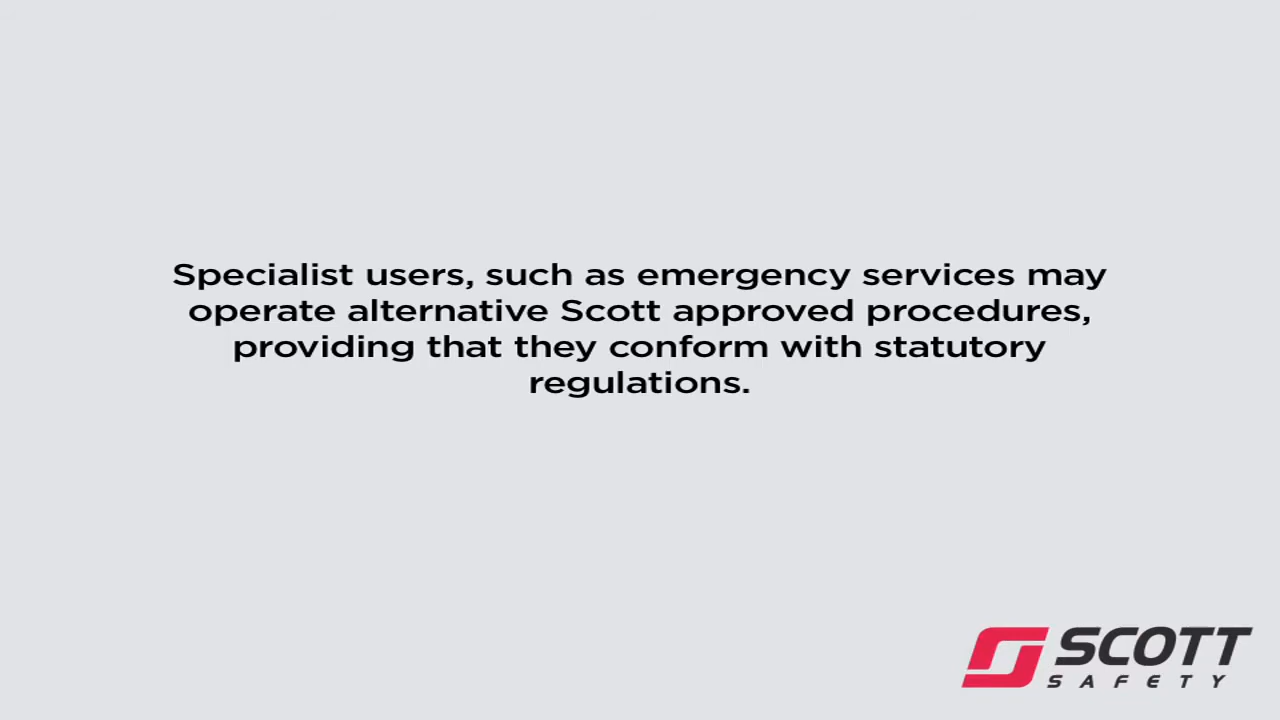 Specialist users, such as emergency services may
operate alternative Scott approved procedures,
providing that they conform with statutory
regulations.
SCOTT
SAFETY